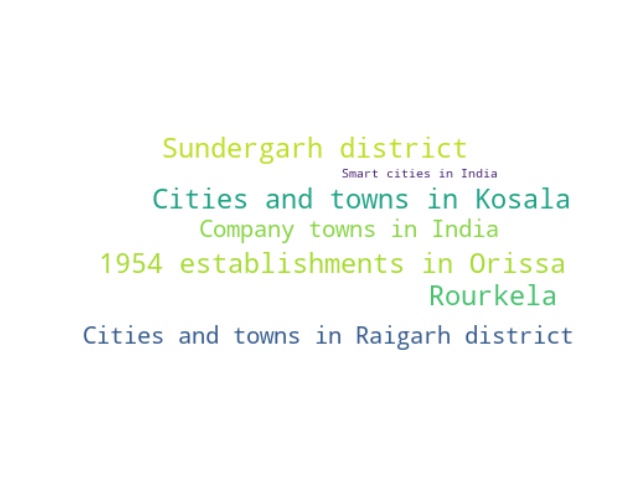 Sundergarh district
Smart cities in India
Cities and towns in Kosala
Company towns in India
1954 establishments in Orissa
Rourkela
Cities and towns in Raigarh district